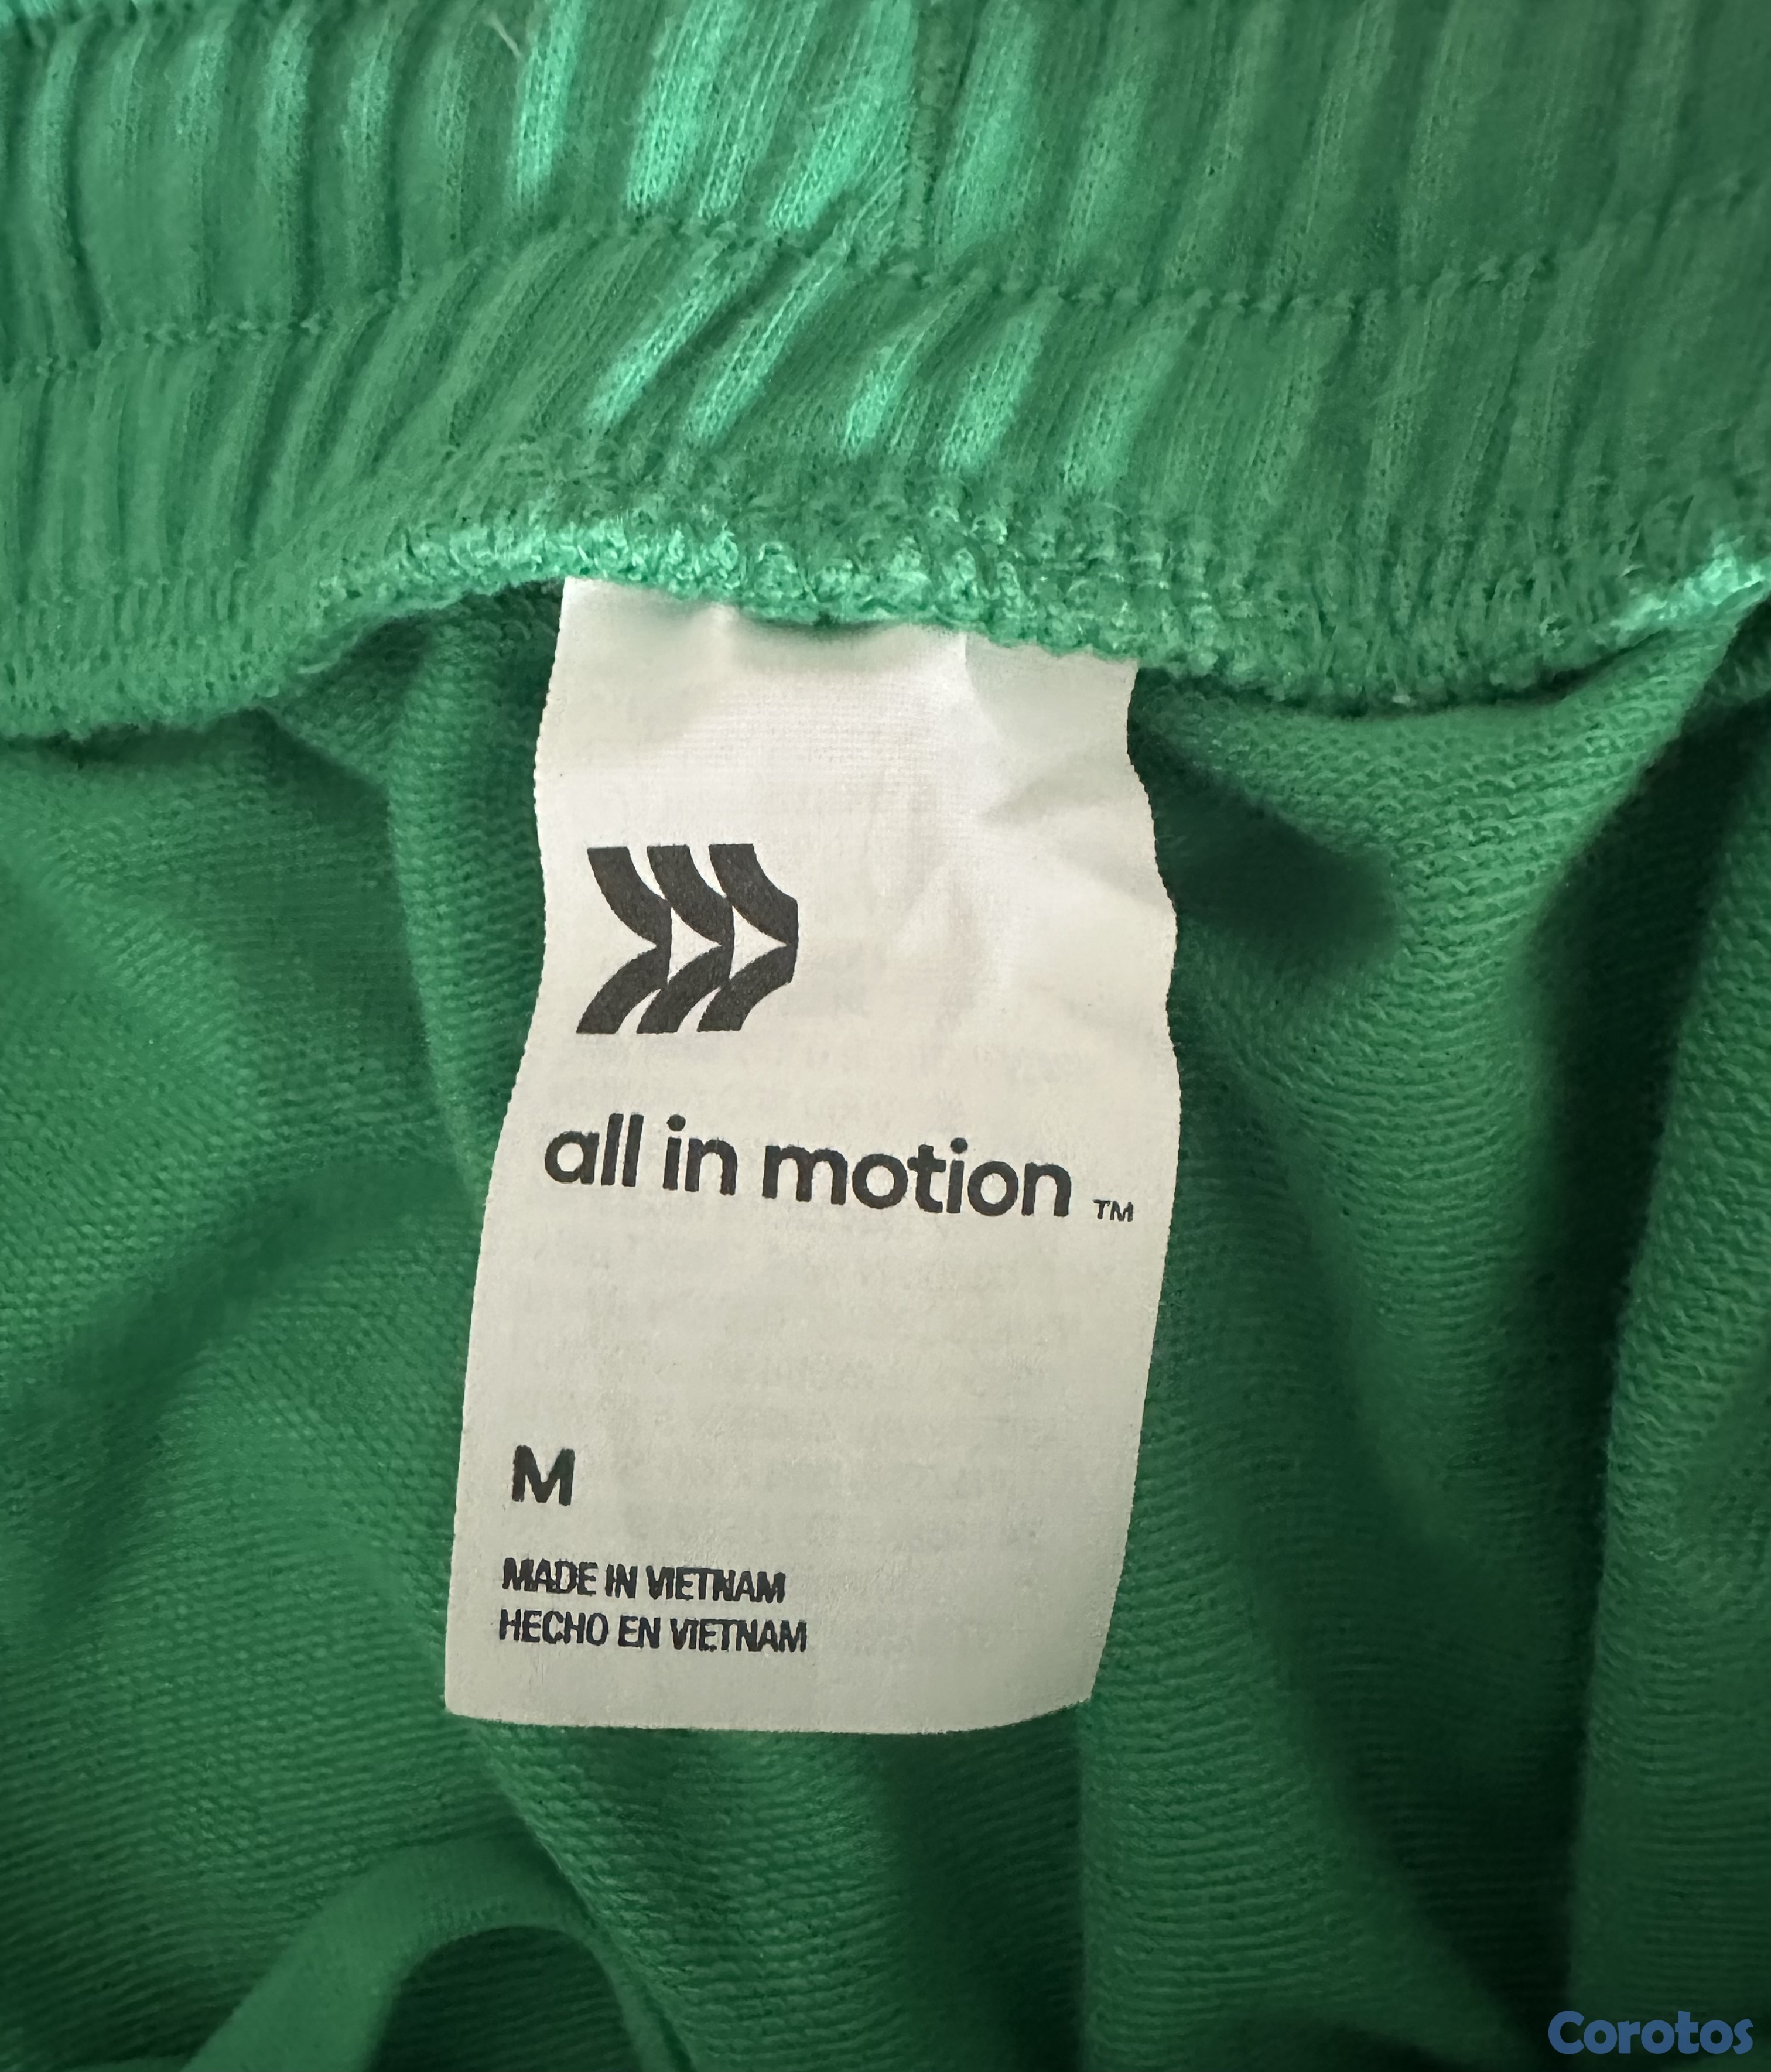 all in motion ™
M
MADE IN VIETNAM
HECHO EN VIETNAM
Corotos